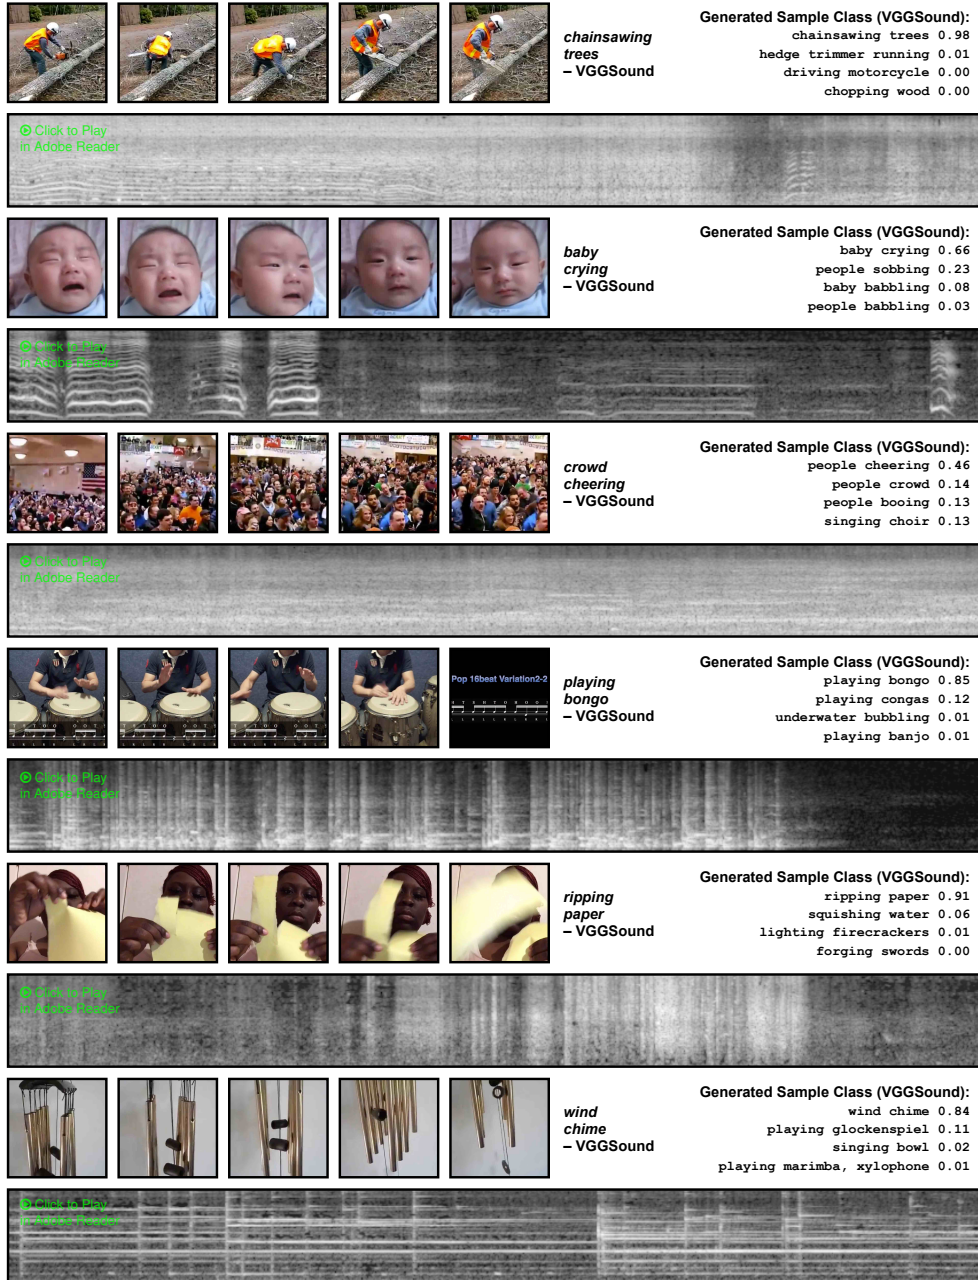 chainsawing
trees
– VGGSound
Generated Sample Class (VGGSound):
chainsawing trees 0.98
hedge trimmer running 0.01
driving motorcycle 0.00
chopping wood 0.00
Click to Play
in Adobe Reader
baby
crying
– VGGSound
Generated Sample Class (VGGSound):
baby crying 0.66
people sobbing 0.23
baby babbling 0.08
people babbling 0.03
Click to Play
in Adobe Reader
crowd
cheering
– VGGSound
Generated Sample Class (VGGSound):
people cheering 0.46
people crowd 0.14
people booing 0.13
singing choir 0.13
Click to Play
in Adobe Reader
Pop 16beat Variation2-2
playing
bongo
– VGGSound
Generated Sample Class (VGGSound):
playing bongo 0.85
playing congas 0.12
underwater bubbling 0.01
playing banjo 0.01
Click to Play
in Adobe Reader
ripping
paper
– VGGSound
Generated Sample Class (VGGSound):
ripping paper 0.91
squishing water 0.06
lighting firecrackers 0.01
forging swords 0.00
Click to Play
in Adobe Reader
wind
chime
– VGGSound
Generated Sample Class (VGGSound):
wind chime 0.84
playing glockenspiel 0.11
singing bowl 0.02
playing marimba, xylophone 0.01
Click to Play
in Adobe Reader